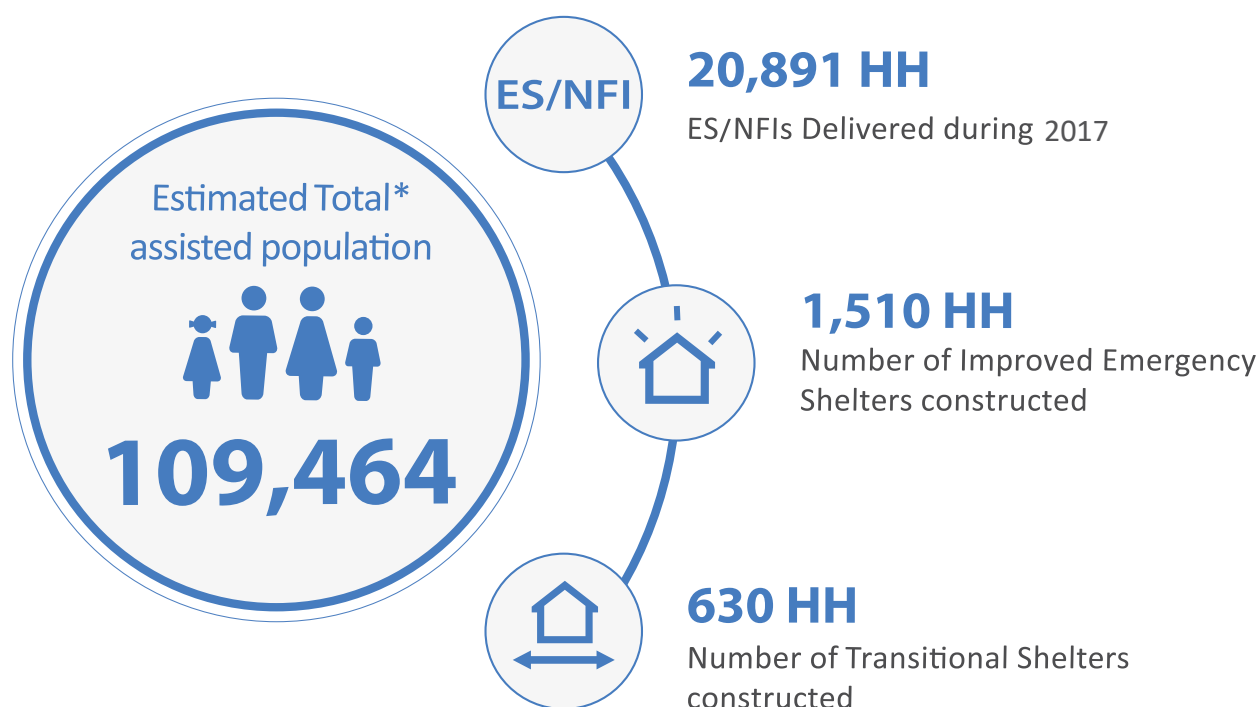 Estimated Total*
assisted population
109,464
ES/NFI
20,891 HH
ES/NFIs Delivered during 2017
1,510 HH
Number of Improved Emergency
Shelters constructed
630 HH
Number of Transitional Shelters
constructed